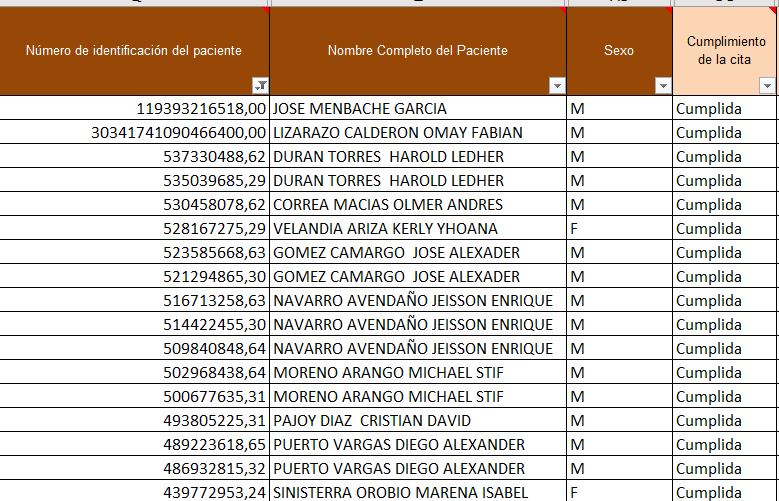 Número de identificación del paciente Nombre Completo del Paciente Sexo Cumplimiento de la cita
119393216518,00 JOSE MENBACHE GARCIA M Cumplida
30341741090466400,00 LIZARAZO CALDERON OMAY FABIAN M Cumplida
537330488,62 DURAN TORRES  HAROLD LEDHER M Cumplida
535039685,29 DURAN TORRES  HAROLD LEDHER M Cumplida
530458078,62 CORREA MACIAS OLMER ANDRES M Cumplida
528167275,29 VELANDIA ARIZA KERLY YHOANA F Cumplida
523585668,63 GOMEZ CAMARGO  JOSE ALEXADER M Cumplida
521294865,30 GOMEZ CAMARGO  JOSE ALEXADER M Cumplida
516713258,63 NAVARRO AVENDAÑO JEISSON ENRIQUE M Cumplida
514422455,30 NAVARRO AVENDAÑO JEISSON ENRIQUE M Cumplida
509840848,64 NAVARRO AVENDAÑO JEISSON ENRIQUE M Cumplida
502968438,64 MORENO ARANGO MICHAEL STIF M Cumplida
500677635,31 MORENO ARANGO MICHAEL STIF M Cumplida
493805225,31 PAJOY DIAZ  CRISTIAN DAVID M Cumplida
489223618,65 PUERTO VARGAS DIEGO ALEXANDER M Cumplida
486932815,32 PUERTO VARGAS DIEGO ALEXANDER M Cumplida
439772953,24 SINISTERRA OROBIO MARENA ISABEL F Cumplida